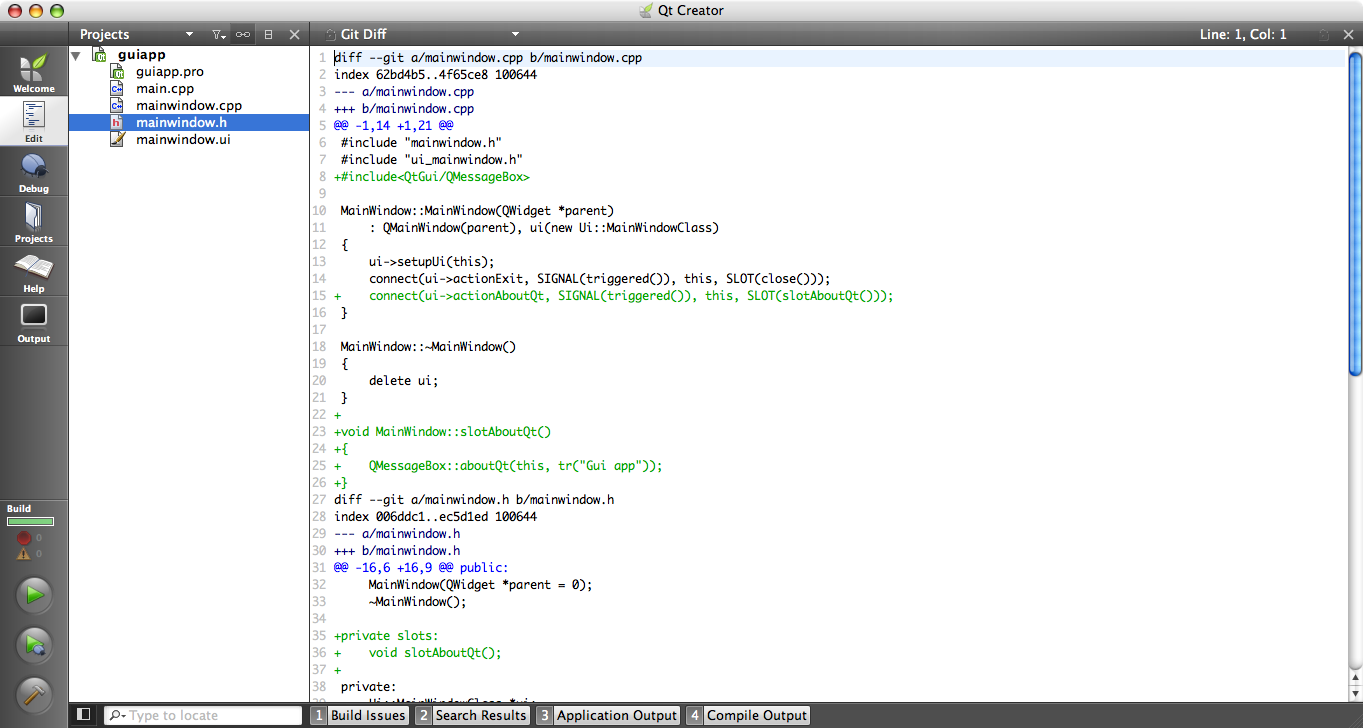 Qt Creator
Projects
Git Diff
Line: 1, Col: 1
Welcome
Edit
Debug
Projects
Help
Output
Build
0
0
guiapp
guiapp.pro
main.cpp
mainwindow.cpp
mainwindow.h
mainwindow.ui
1 diff --git a/mainwindow.cpp b/mainwindow.cpp
2 index 62bd4b5..4f65ce8 100644
3 --- a/mainwindow.cpp
4 +++ b/mainwindow.cpp
5 @@ -1,14 +1,21 @@
6  #include "mainwindow.h"
7  #include "ui_mainwindow.h"
8 +#include<QtGui/QMessageBox>
9
10  MainWindow::MainWindow(QWidget *parent)
11      : QMainWindow(parent), ui(new Ui::MainWindowClass)
12  {
13      ui->setupUi(this);
14      connect(ui->actionExit, SIGNAL(triggered()), this, SLOT(close()));
15 +    connect(ui->actionAboutQt, SIGNAL(triggered()), this, SLOT(slotAboutQt()));
16  }
17
18  MainWindow::~MainWindow()
19  {
20      delete ui;
21  }
22 +
23 +void MainWindow::slotAboutQt()
24 +{
25 +    QMessageBox::aboutQt(this, tr("Gui app"));
26 +}
27 diff --git a/mainwindow.h b/mainwindow.h
28 index 006ddc1..ec5d1ed 100644
29 --- a/mainwindow.h
30 +++ b/mainwindow.h
31 @@ -16,6 +16,9 @@ public:
32      MainWindow(QWidget *parent = 0);
33      ~MainWindow();
34
35 +private slots:
36 +    void slotAboutQt();
37 +
38  private:
39      Ui::MainWindowClass *ui;
Type to locate
1 Build Issues
2 Search Results
3 Application Output
4 Compile Output